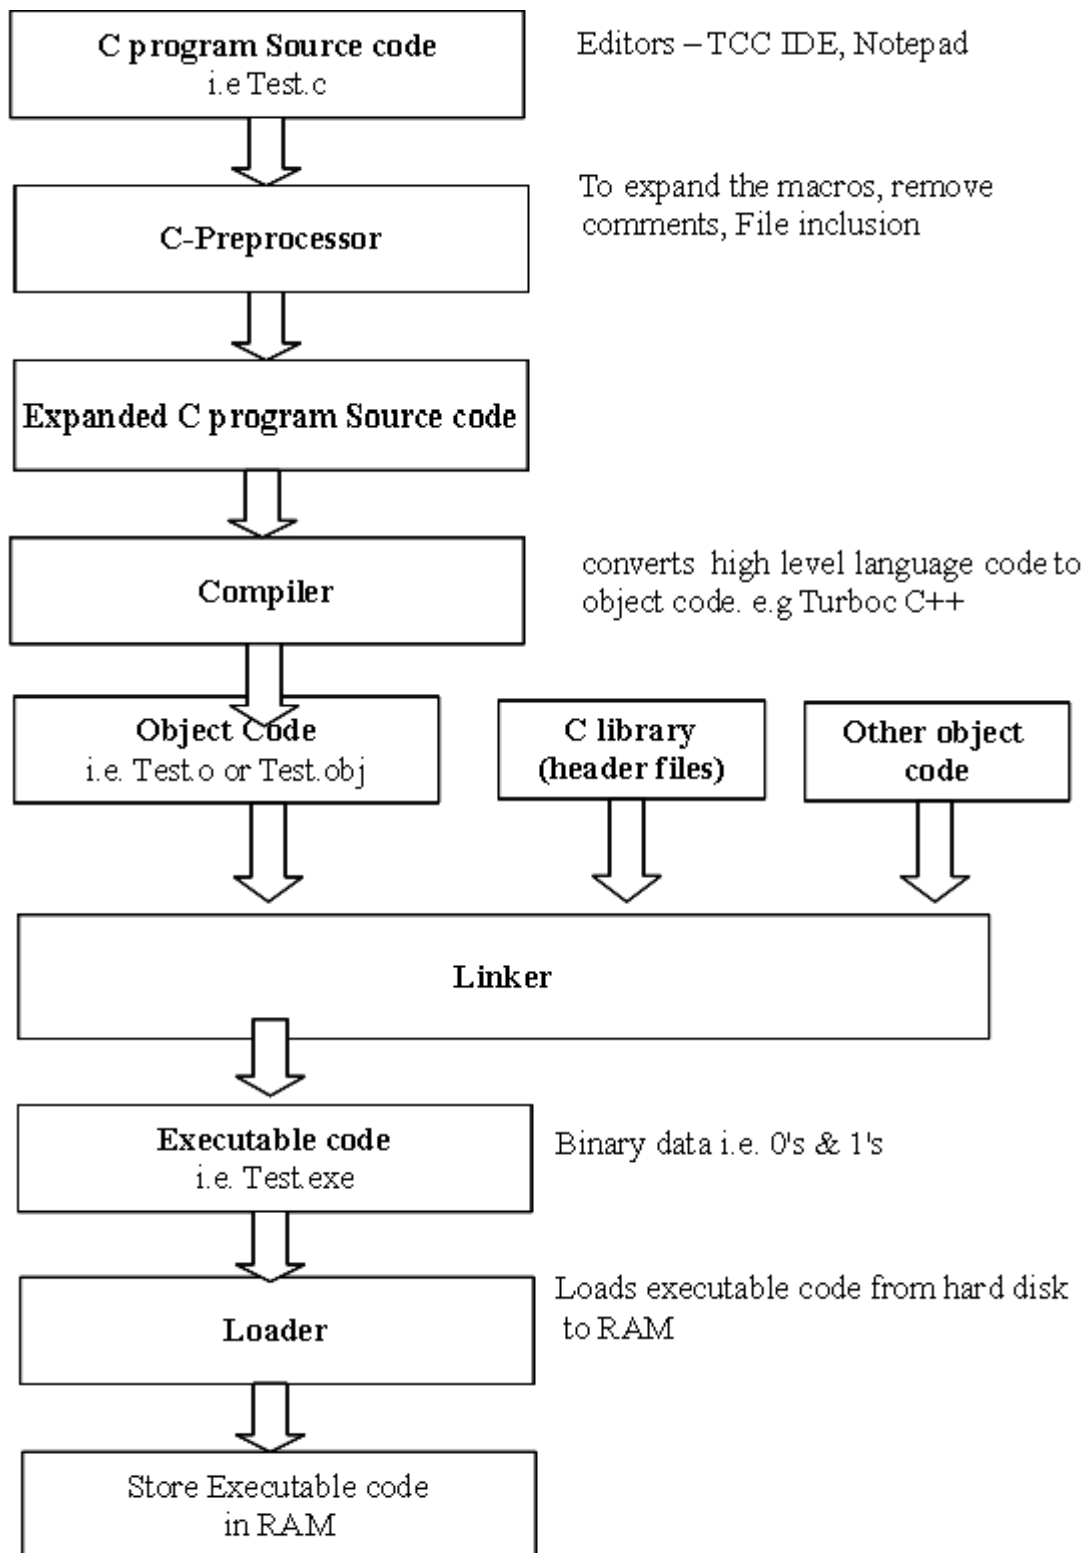 C program Source code
i.e Test.c
Editors – TCC IDE, Notepad
To expand the macros, remove
comments, File inclusion
C-Preprocessor
Expanded C program Source code
Compiler
converts high level language code to
object code. e.g Turboc C++
Object Code
i.e. Test.o or Test.obj
C library
(header files)
Other object
code
Linker
Executable code
i.e. Test.exe
Binary data i.e. 0's & 1's
Loader
Loads executable code from hard disk
to RAM
Store Executable code
in RAM